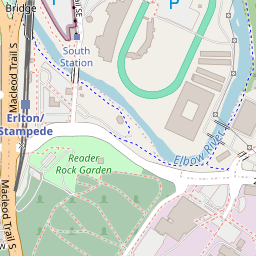 Bridge
P
P
South
Station
Macleod Trail S
Erlton/
Stampede
Elbow River
Reader
Rock Garden
Macleod Trail S